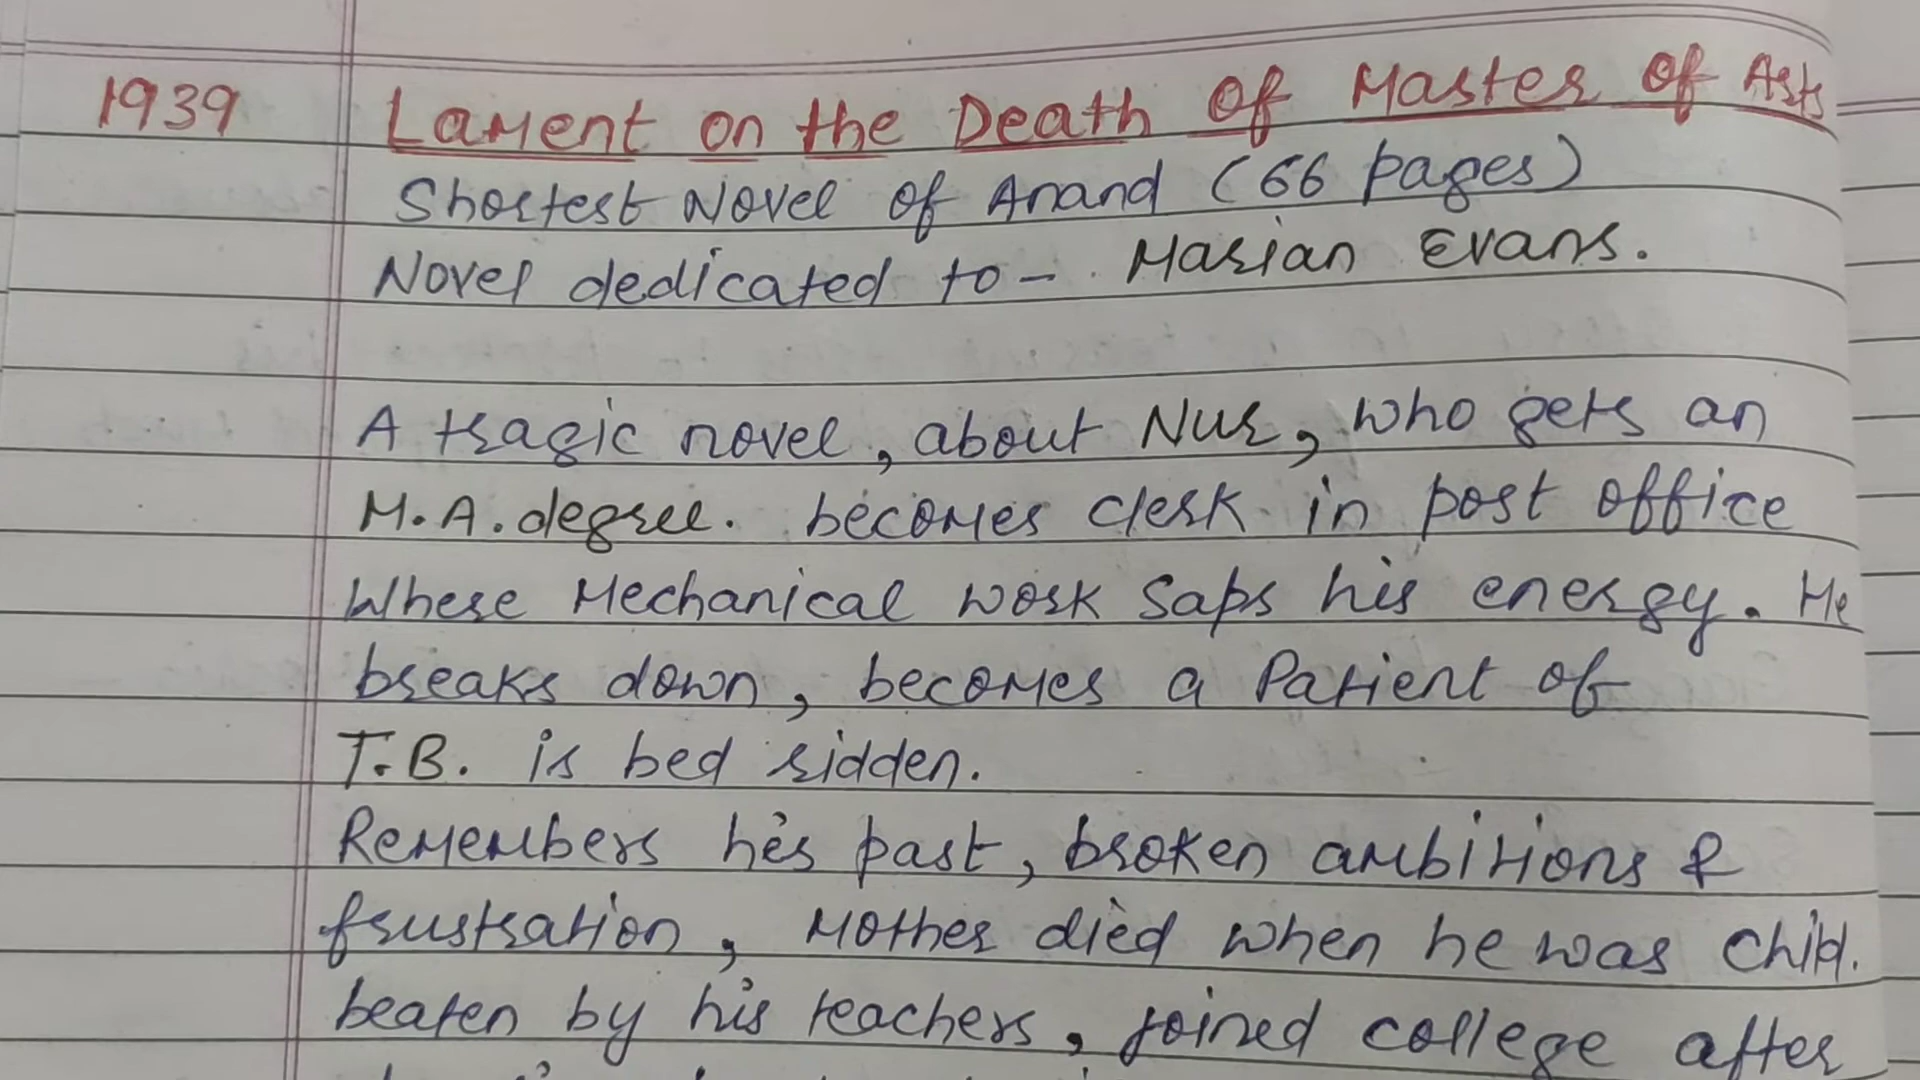 1939
Lament on the Death Of Master Of Arts
Shortest Novel of Anand (66 pages)
Novel dedicated to - Marian Evans.
A tragic novel, about Nur, who gets an
M.A. degree. becomes clerk in post office
Where Mechanical work saps his energy. He
breaks down, becomes a Patient of
T.B. is bed ridden.
Remembers his past, broken ambitions &
frustration, Mother died when he was child.
beaten by his teachers, joined college after